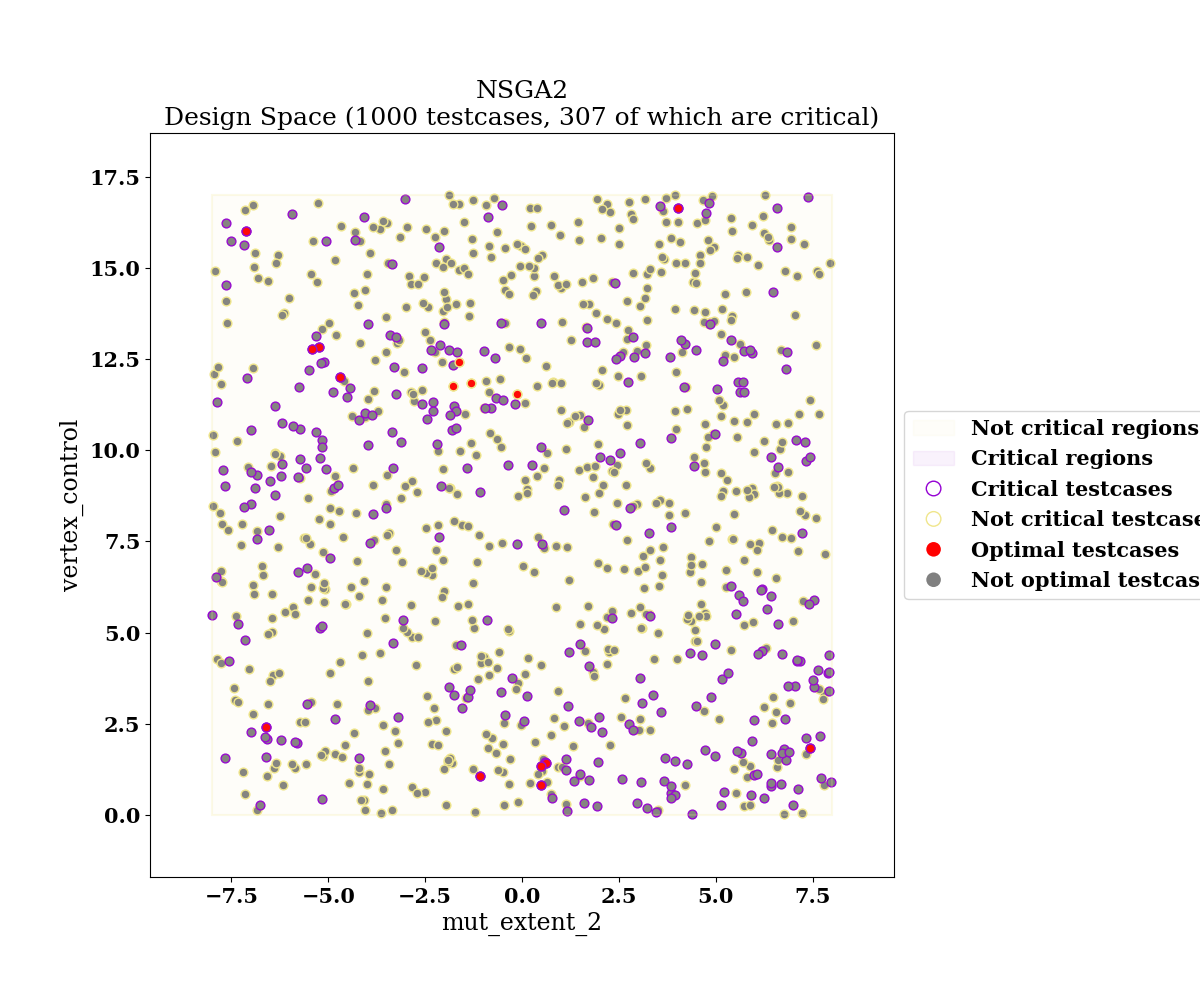 NSGA2
Design Space (1000 testcases, 307 of which are critical)
17.5
15.0
12.5
10.0
7.5
5.0
2.5
0.0
vertex_control
−7.5 −5.0 −2.5 0.0 2.5 5.0 7.5
mut_extent_2
Not critical regions
Critical regions
Critical testcases
Not critical testcase
Optimal testcases
Not optimal testcas